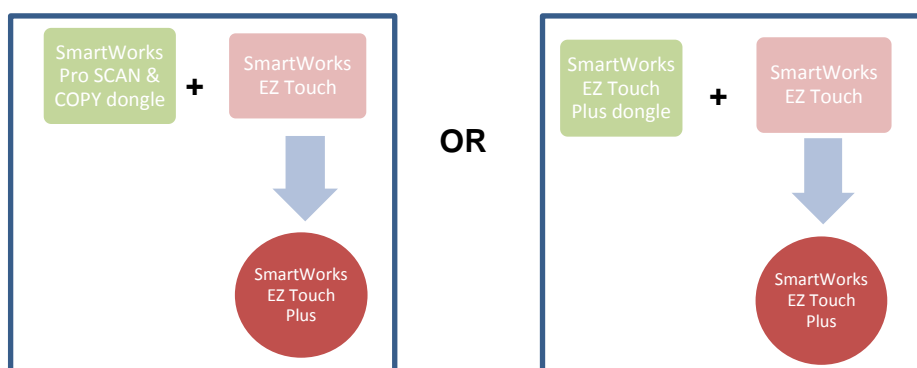 SmartWorks
Pro SCAN &
COPY dongle
+
SmartWorks
EZ Touch
SmartWorks
EZ Touch
Plus
OR
SmartWorks
EZ Touch
Plus dongle
+
SmartWorks
EZ Touch
SmartWorks
EZ Touch
Plus